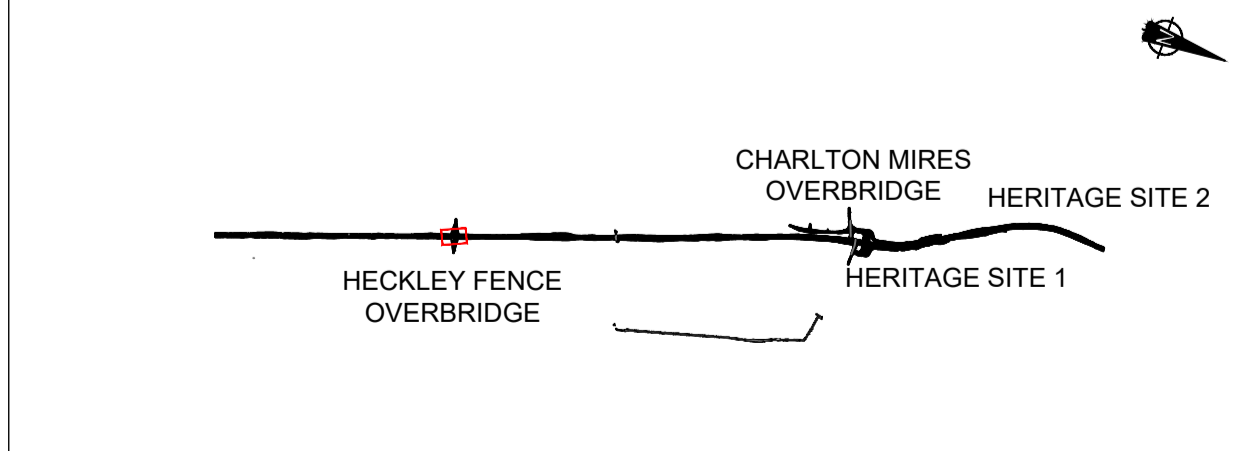 N
CHARLTON MIRES
OVERBRIDGE
HERITAGE SITE 2
HECKLEY FENCE
OVERBRIDGE
HERITAGE SITE 1